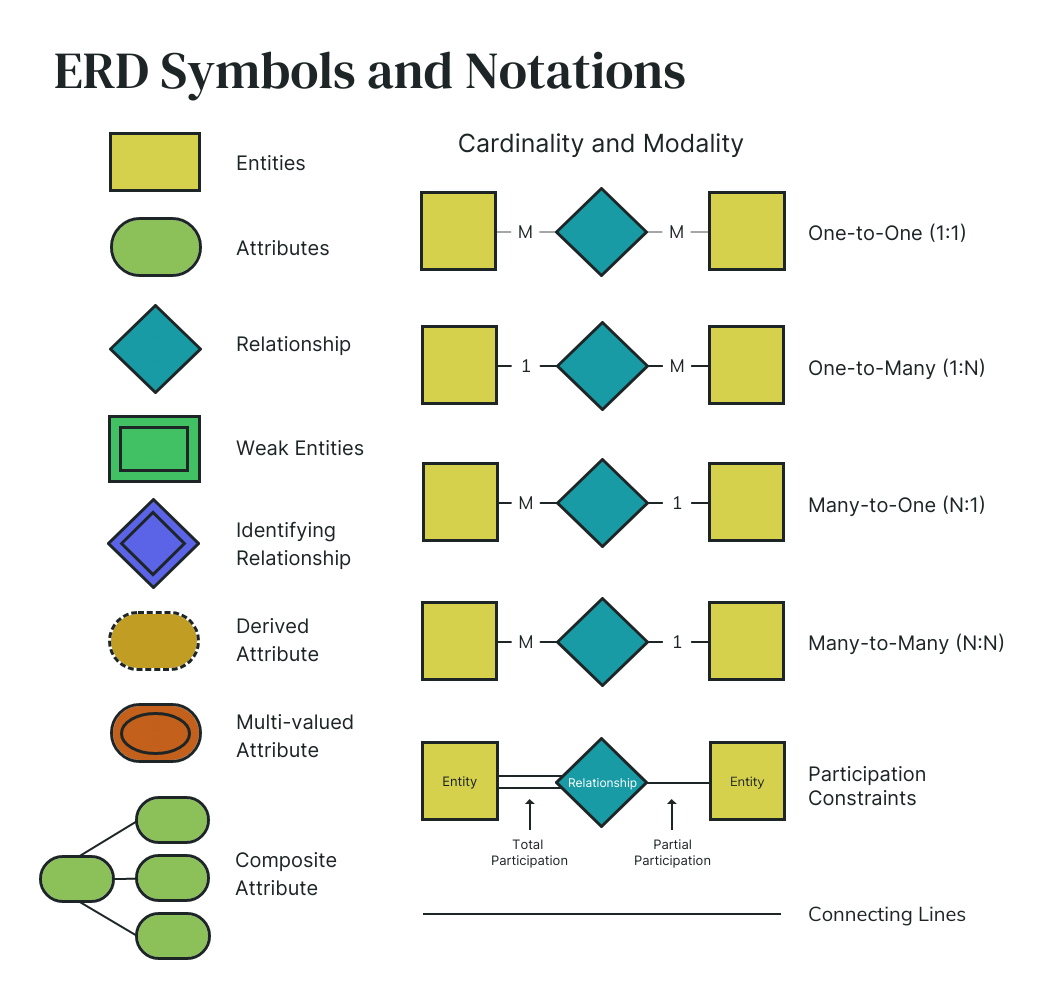 ERD Symbols and Notations
Entities
Attributes
Relationship
Weak Entities
Identifying
Relationship
Derived
Attribute
Multi-valued
Attribute
Composite
Attribute
Cardinality and Modality
M
M
One-to-One (1:1)
1
M
One-to-Many (1:N)
M
1
Many-to-One (N:1)
M
1
Many-to-Many (N:N)
Entity
Relationship
Entity
Participation
Constraints
Total
Participation
Partial
Participation
Connecting Lines